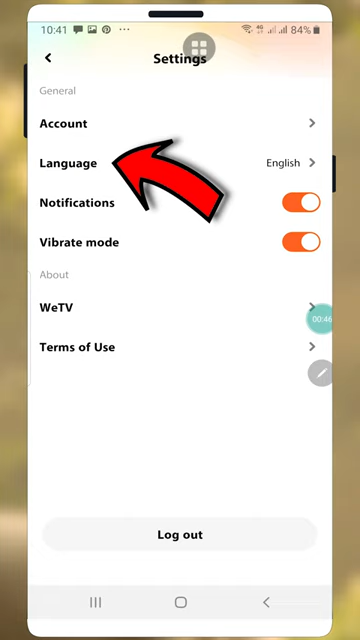 10:41
84%
Settings
General
Account
Language English
Notifications
Vibrate mode
About
WeTV
00:46
Terms of Use
Log out